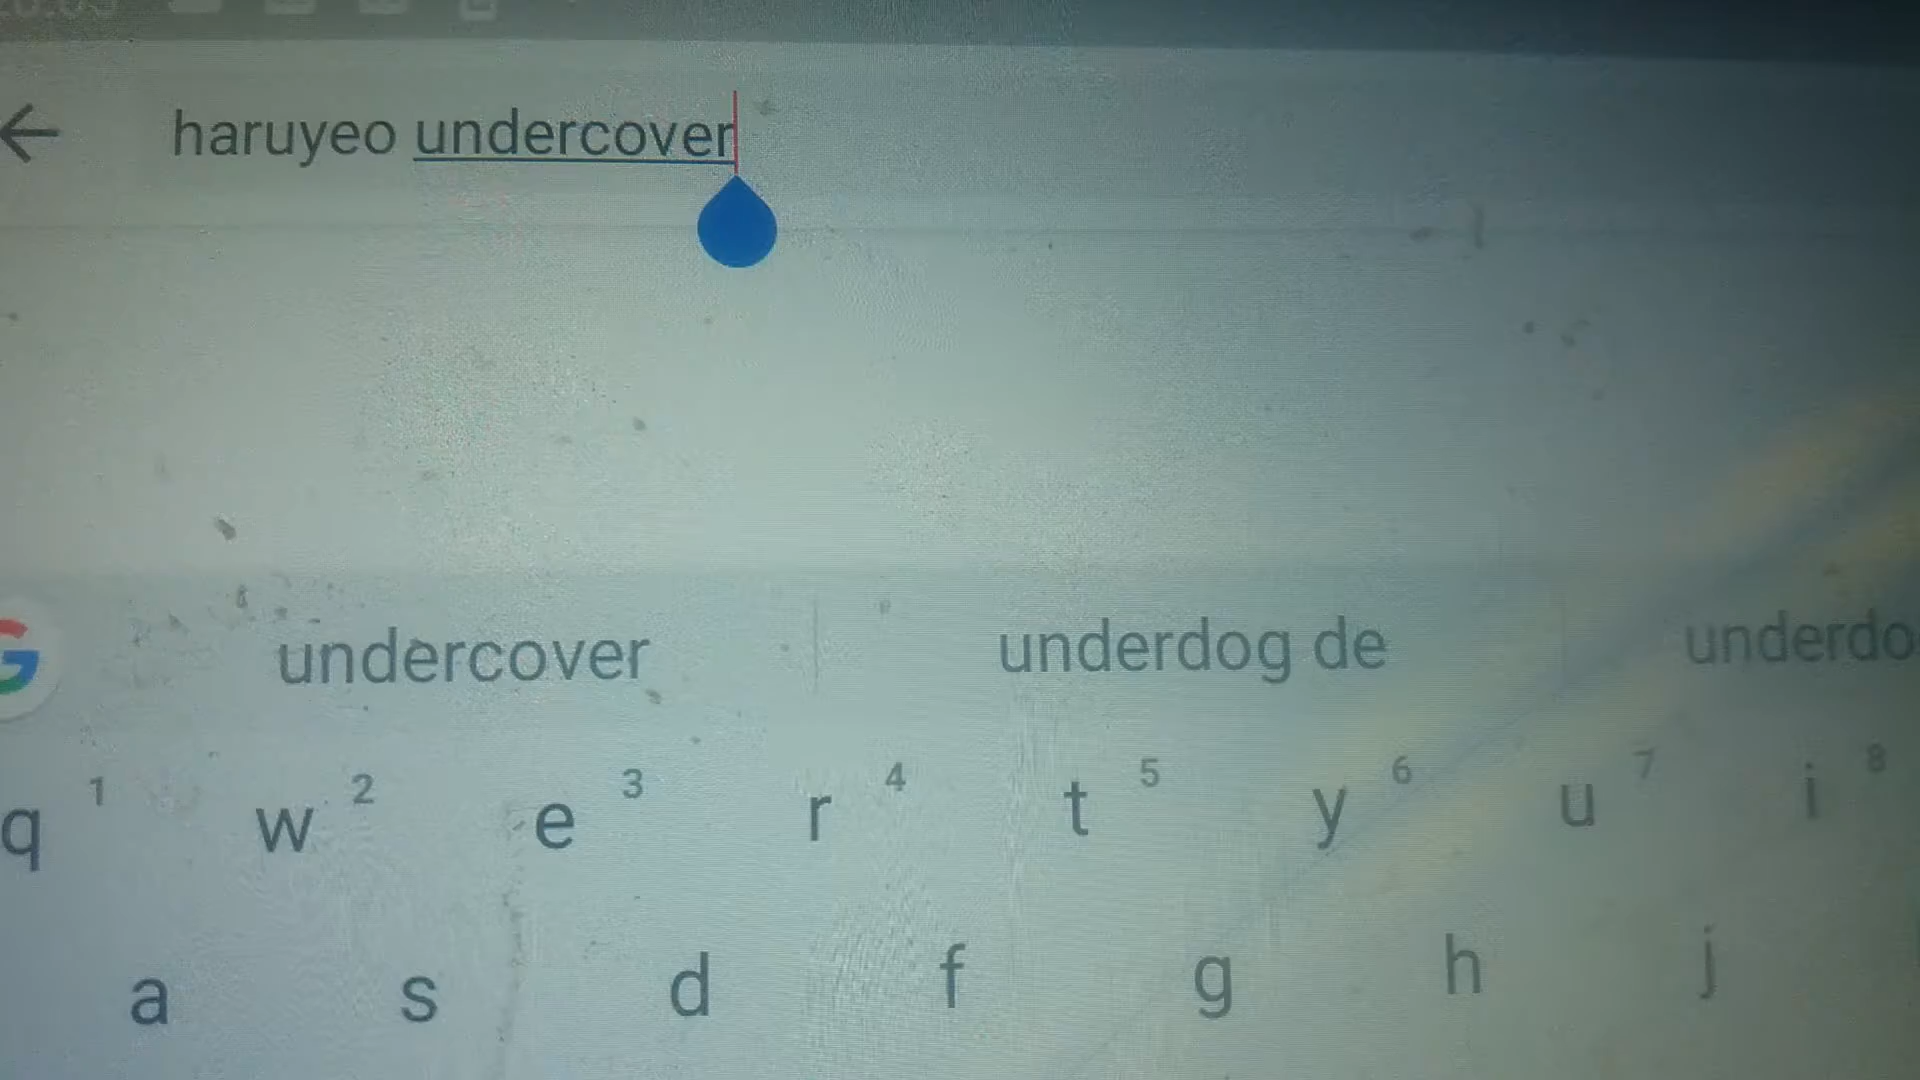 haruyeo undercover
undercover underdog de underdo
q 1 w 2 e 3 r 4 t 5 y 6 u 7 i 8
a s d f g h j